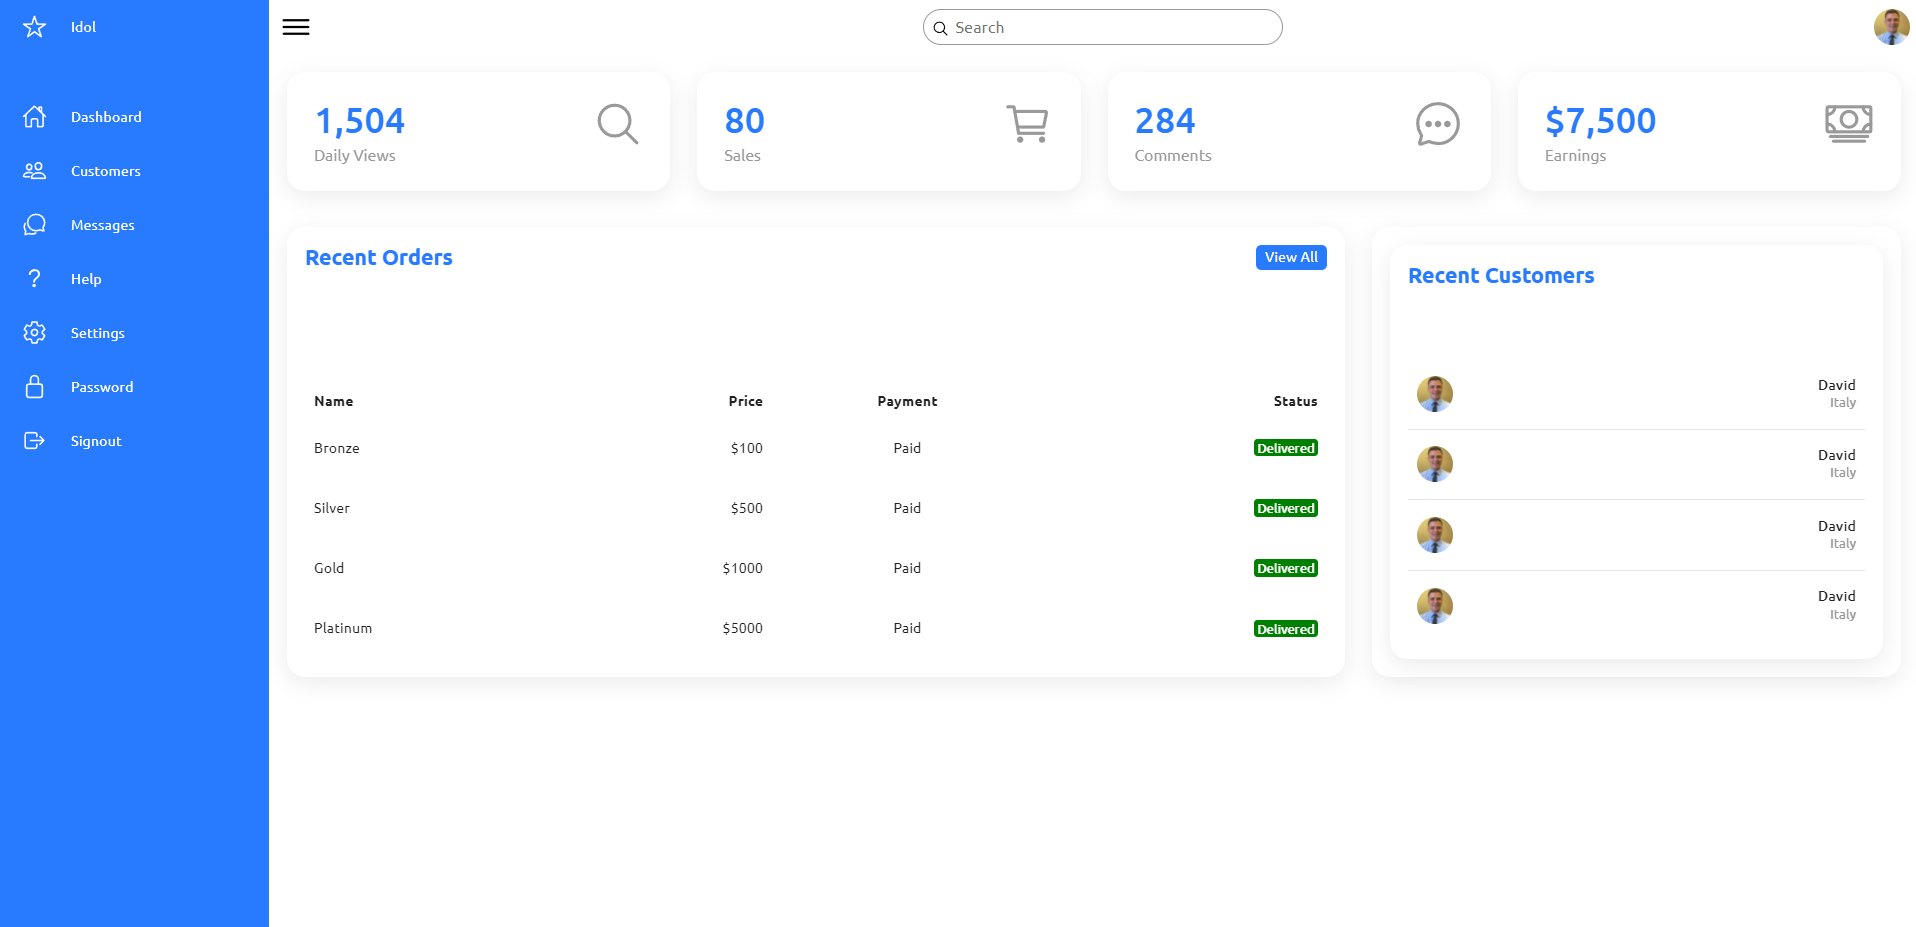 Idol
Search
Dashboard
Customers
Messages
Help
Settings
Password
Signout
1,504
Daily Views
80
Sales
284
Comments
$7,500
Earnings
Recent Orders
View All
Name Price Payment Status
Bronze $100 Paid Delivered
Silver $500 Paid Delivered
Gold $1000 Paid Delivered
Platinum $5000 Paid Delivered
Recent Customers
David
Italy
David
Italy
David
Italy
David
Italy